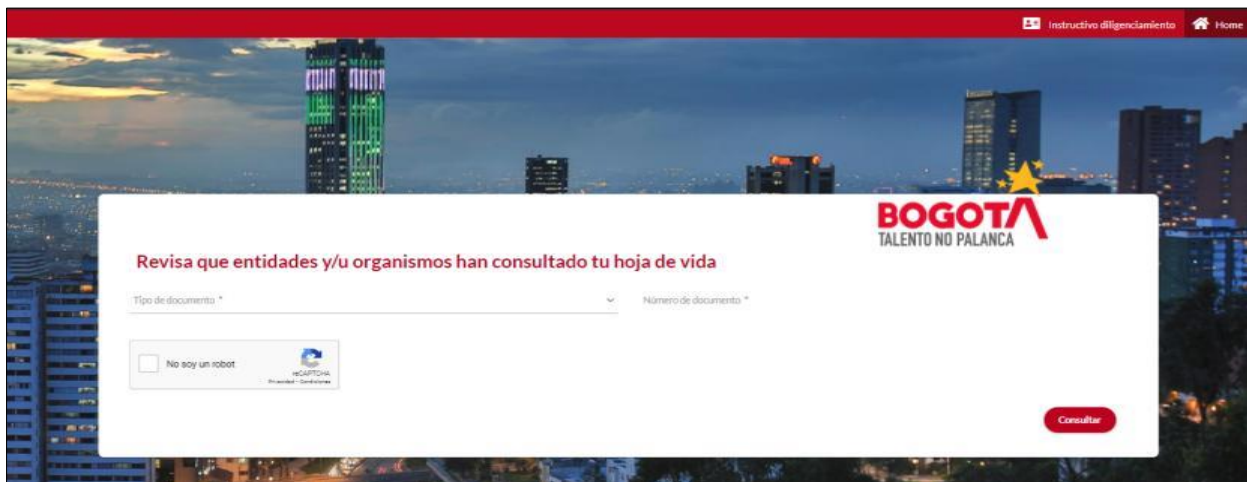 Instructivo diligenciamiento Home
BOGOTÁ
TALENTO NO PALANCA
Revisa que entidades y/u organismos han consultado tu hoja de vida
Tipo de documento *
Número de documento *
No soy un robot
reCAPTCHA
Privacidad - Condiciones
Consultar